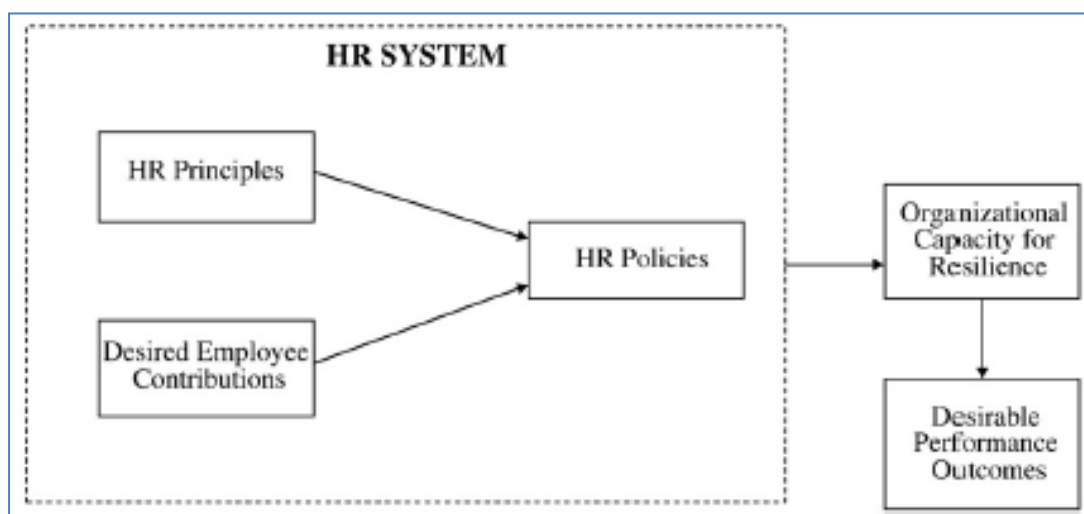 HR SYSTEM
HR Principles
Desired Employee
Contributions
HR Policies
Organizational
Capacity for
Resilience
Desirable
Performance
Outcomes